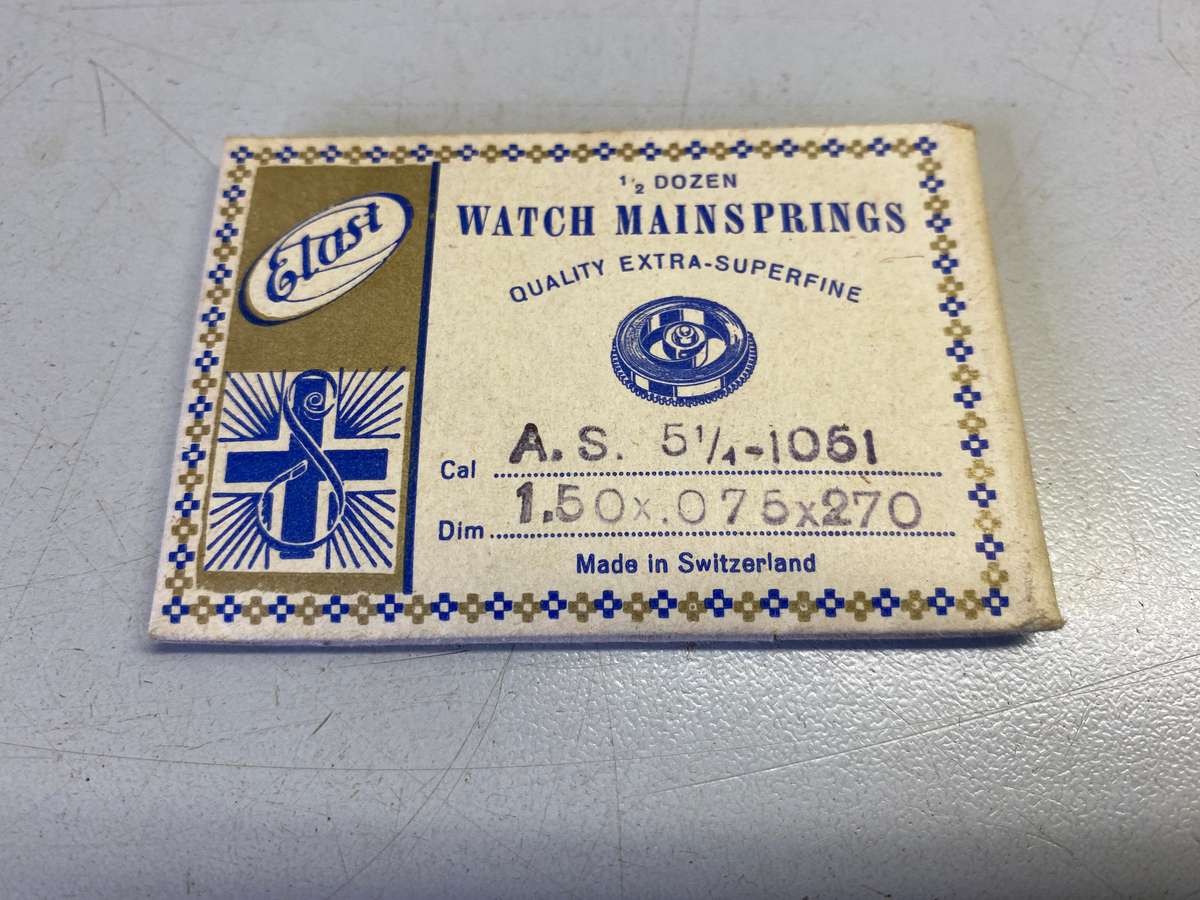 Elast
1/2 DOZEN
WATCH MAINSPRINGS
QUALITY EXTRA-SUPERFINE
Cal A.S. 5 1/4-1051
Dim 1.50x.075x270
Made in Switzerland